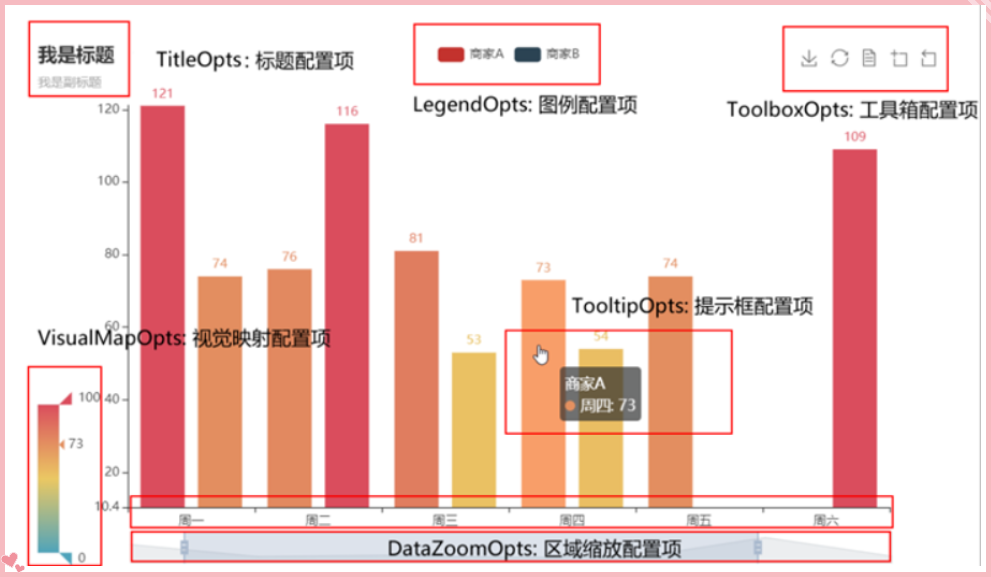 我是标题
我是副标题
TitleOpts: 标题配置项
商家A 商家B
LegendOpts: 图例配置项
ToolboxOpts: 工具箱配置项
121
116
109
120
100
81
80
74
76
73
74
TooltipOpts: 提示框配置项
60
VisualMapOpts: 视觉映射配置项
53
54
商家A
周四: 73
100
40
73
20
10.4
0
周一 周二 周三 周四 周五 周六
DataZoomOpts: 区域缩放配置项